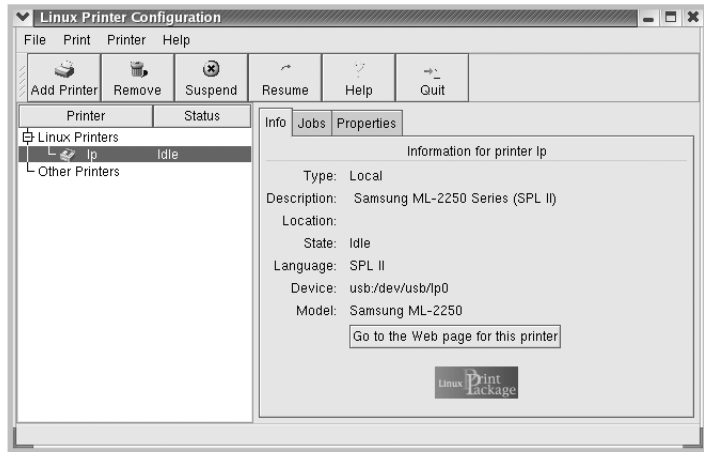 Linux Printer Configuration
File Print Printer Help
Add Printer Remove Suspend Resume Help Quit
Printer Status
Linux Printers
lp Idle
Other Printers
Info Jobs Properties
Information for printer lp
Type: Local
Description: Samsung ML-2250 Series (SPL II)
Location:
State: Idle
Language: SPL II
Device: usb:/dev/usb/lp0
Model: Samsung ML-2250
Go to the Web page for this printer
Linux Print Package